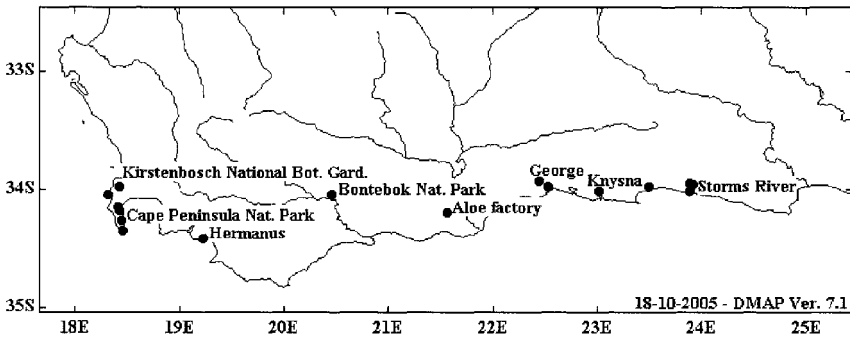 33S
Kirstenbosch National Bot. Gard.
George
Knysna
34S
Bontebok Nat. Park
Storms River
Cape Peninsula Nat. Park
Aloe factory
Hermanus
35S
18-10-2005 - DMAP Ver. 7.1
18E 19E 20E 21E 22E 23E 24E 25E